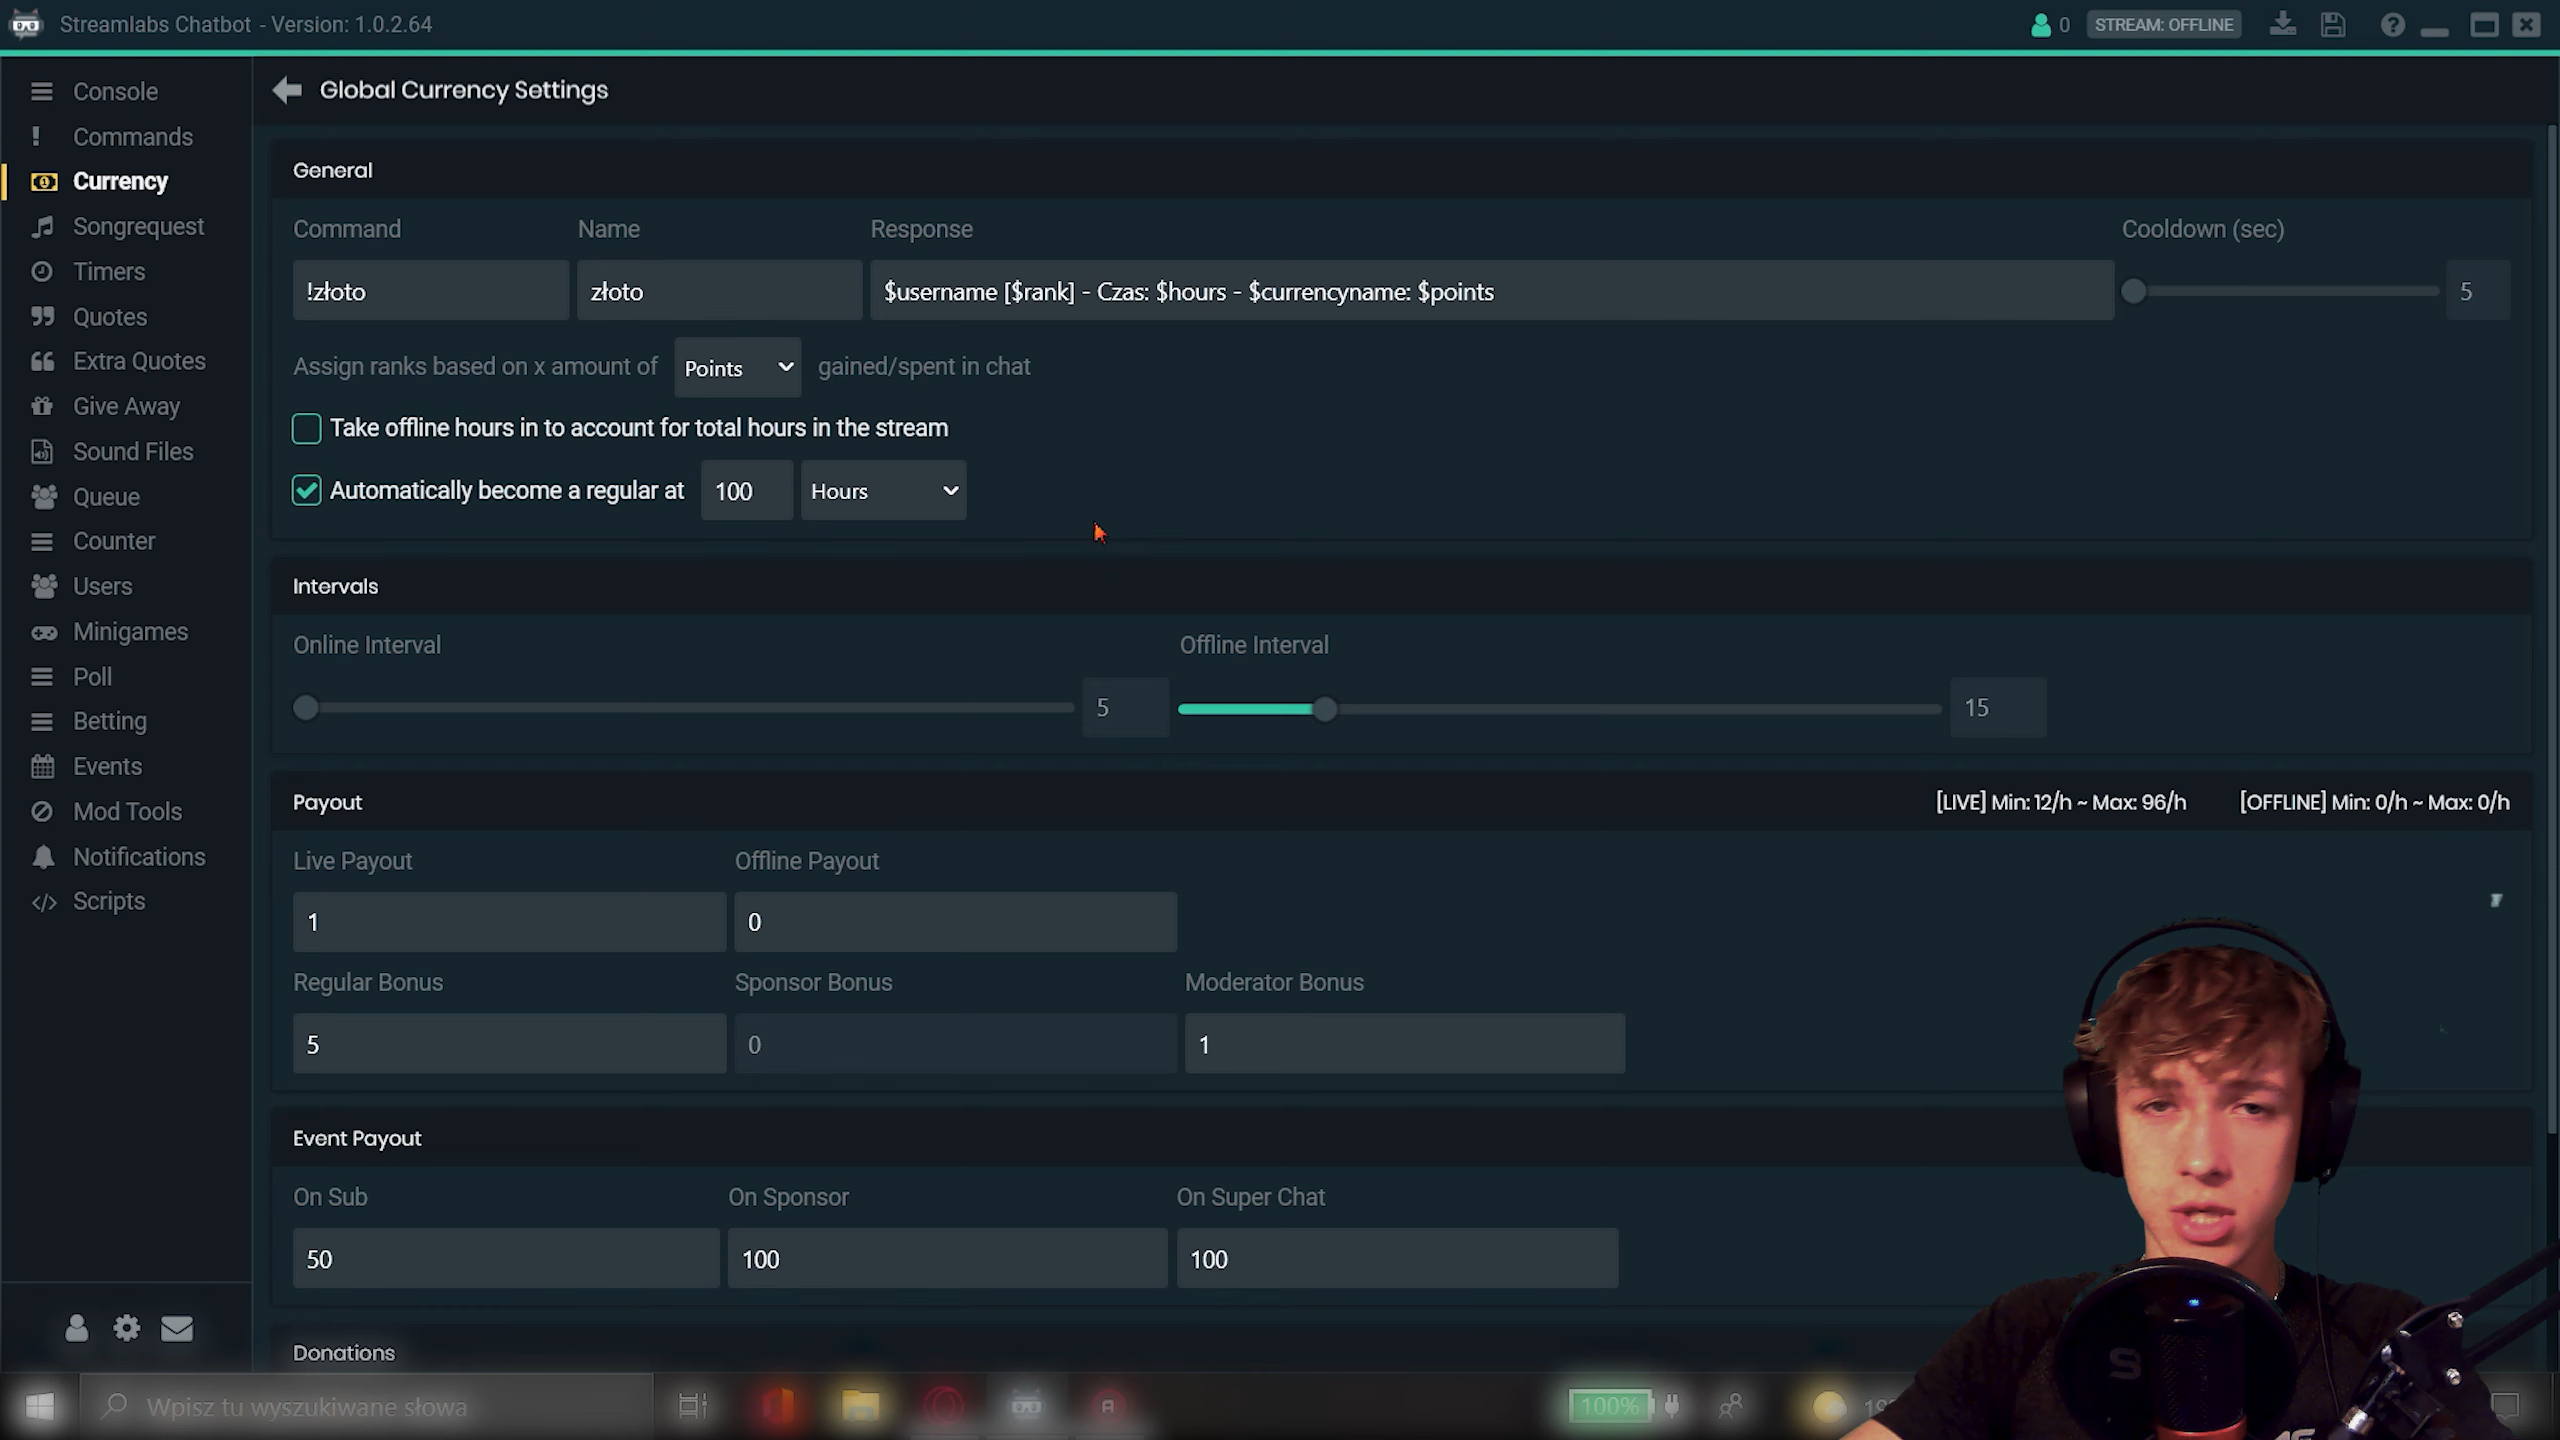 Streamlabs Chatbot - Version: 1.0.2.64
0
STREAM: OFFLINE
Console
Commands
Currency
Songrequest
Timers
Quotes
Extra Quotes
Give Away
Sound Files
Queue
Counter
Users
Minigames
Poll
Betting
Events
Mod Tools
Notifications
Scripts
Global Currency Settings
General
Command Name Response Cooldown (sec)
!złoto złoto $username [$rank] - Czas: $hours - $currencyname: $points 5
Assign ranks based on x amount of Points gained/spent in chat
Take offline hours in to account for total hours in the stream
Automatically become a regular at 100 Hours
Intervals
Online Interval Offline Interval
5 15
Payout [LIVE] Min: 12/h ~ Max: 96/h [OFFLINE] Min: 0/h ~ Max: 0/h
Live Payout Offline Payout
1 0
Regular Bonus Sponsor Bonus Moderator Bonus
5 0 1
Event Payout
On Sub On Sponsor On Super Chat
50 100 100
Donations
Wpisz tu wyszukiwane słowa
100%